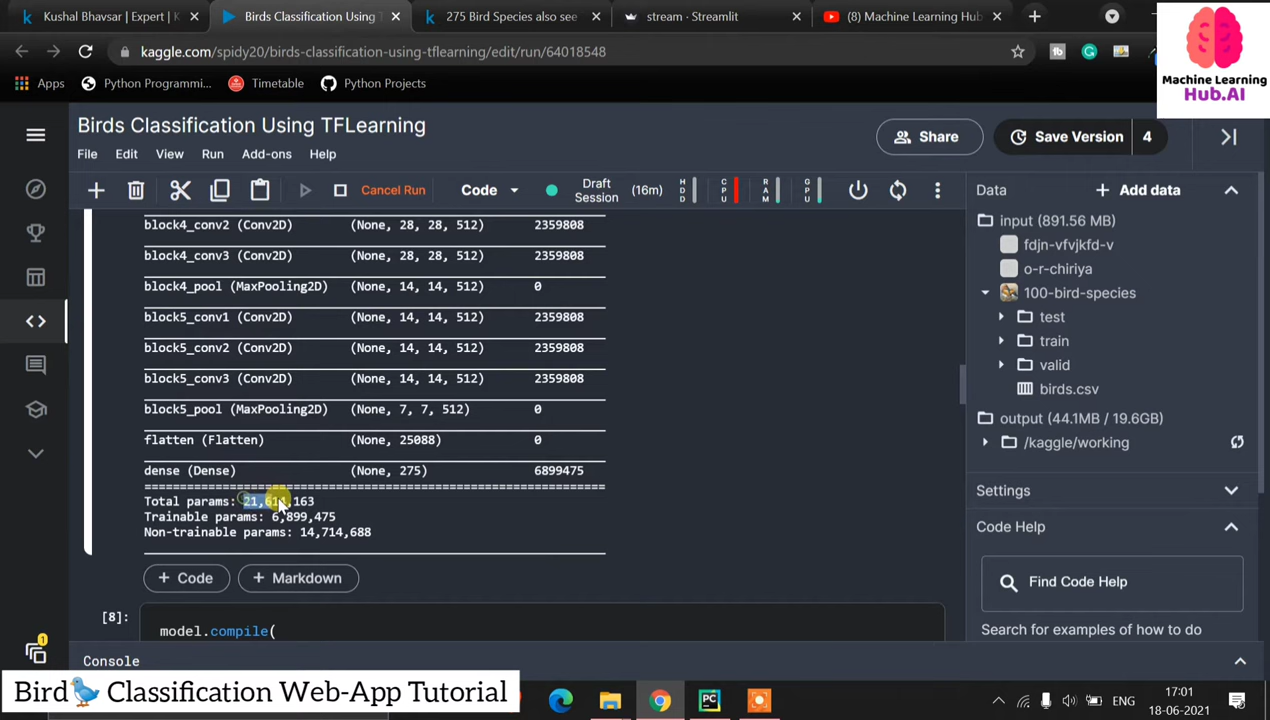 Kushal Bhavsar | Expert | K
Birds Classification Using T
275 Bird Species also see
stream · Streamlit
(8) Machine Learning Hub
kaggle.com/spidy20/birds-classification-using-tflearning/edit/run/64018548
Apps
Python Programmi...
Timetable
Python Projects
Machine Learning
Hub.AI
Birds Classification Using TFLearning
Share
Save Version
4
File
Edit
View
Run
Add-ons
Help
Cancel Run
Code
Draft
Session
(16m)
HDD
CPU
RAM
GPU
block4_conv2 (Conv2D) (None, 28, 28, 512) 2359808
block4_conv3 (Conv2D) (None, 28, 28, 512) 2359808
block4_pool (MaxPooling2D) (None, 14, 14, 512) 0
block5_conv1 (Conv2D) (None, 14, 14, 512) 2359808
block5_conv2 (Conv2D) (None, 14, 14, 512) 2359808
block5_conv3 (Conv2D) (None, 14, 14, 512) 2359808
block5_pool (MaxPooling2D) (None, 7, 7, 512) 0
flatten (Flatten) (None, 25088) 0
dense (Dense) (None, 275) 6899475
=================================================================
Total params: 21,614,163
Trainable params: 6,899,475
Non-trainable params: 14,714,688
+ Code
+ Markdown
[8]:
model.compile(
Console
Data
+ Add data
input (891.56 MB)
fdjn-vfvjkfd-v
o-r-chiriya
100-bird-species
test
train
valid
birds.csv
output (44.1MB / 19.6GB)
/kaggle/working
Settings
Code Help
Find Code Help
Search for examples of how to do
1
Bird Classification Web-App Tutorial
ENG
17:01
18-06-2021